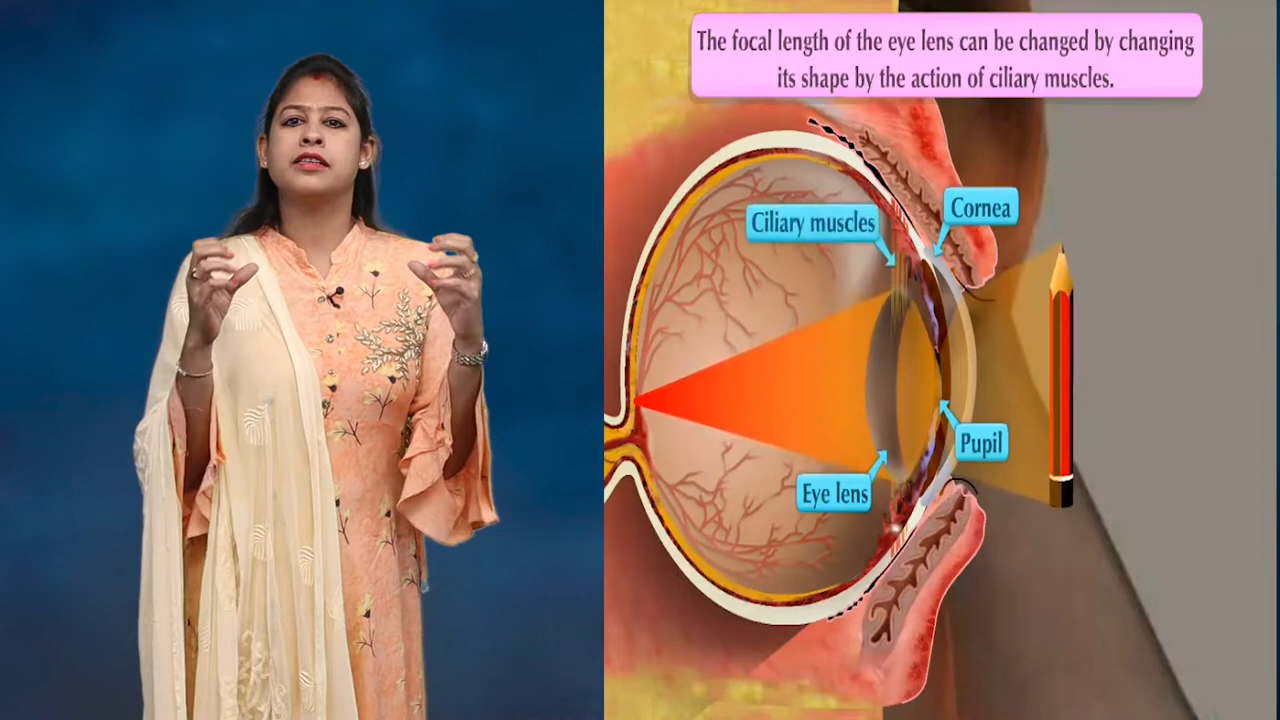 The focal length of the eye lens can be changed by changing
its shape by the action of ciliary muscles.
Ciliary muscles
Cornea
Pupil
Eye lens